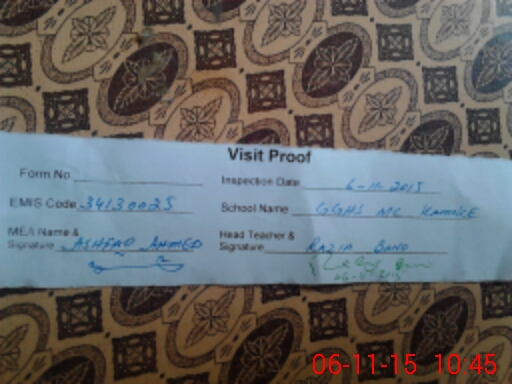 Visit Proof
Form No
Inspection Date 6-11-2015
EMIS Code 34130025
School Name GGHS MC
MEA Name & Signature ASHFAQ AHMED
Head Teacher & Signature RAZIA BANO
06-11-15 10:45